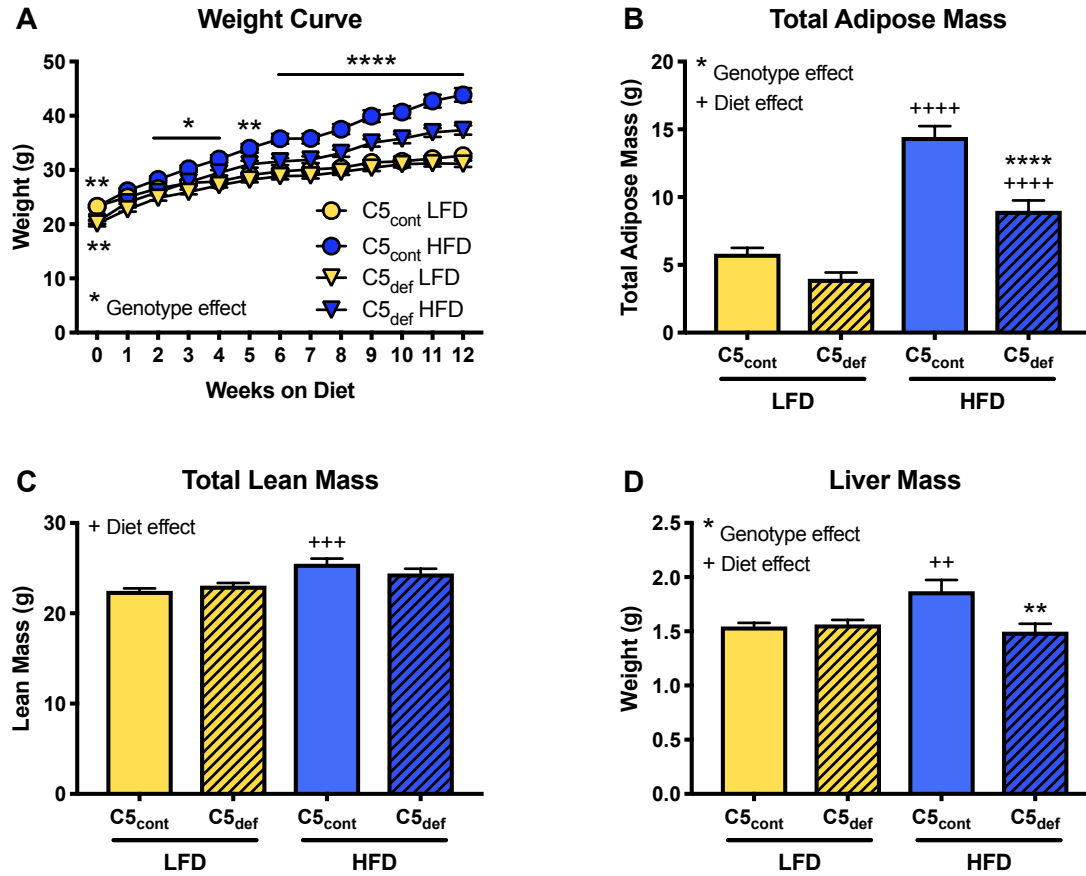 A
Weight Curve
50
40
30
20
10
0
Weight (g)
****
*
**
**
**
C5cont LFD
C5cont HFD
C5def LFD
C5def HFD
* Genotype effect
0 1 2 3 4 5 6 7 8 9 10 11 12
Weeks on Diet
B
Total Adipose Mass
20
15
10
5
0
Total Adipose Mass (g)
* Genotype effect
+ Diet effect
++++
****
++++
C5cont C5def C5cont C5def
LFD HFD
C
Total Lean Mass
30
20
10
0
Lean Mass (g)
+ Diet effect
+++
C5cont C5def C5cont C5def
LFD HFD
D
Liver Mass
2.5
2.0
1.5
1.0
0.5
0.0
Weight (g)
* Genotype effect
+ Diet effect
++
**
C5cont C5def C5cont C5def
LFD HFD